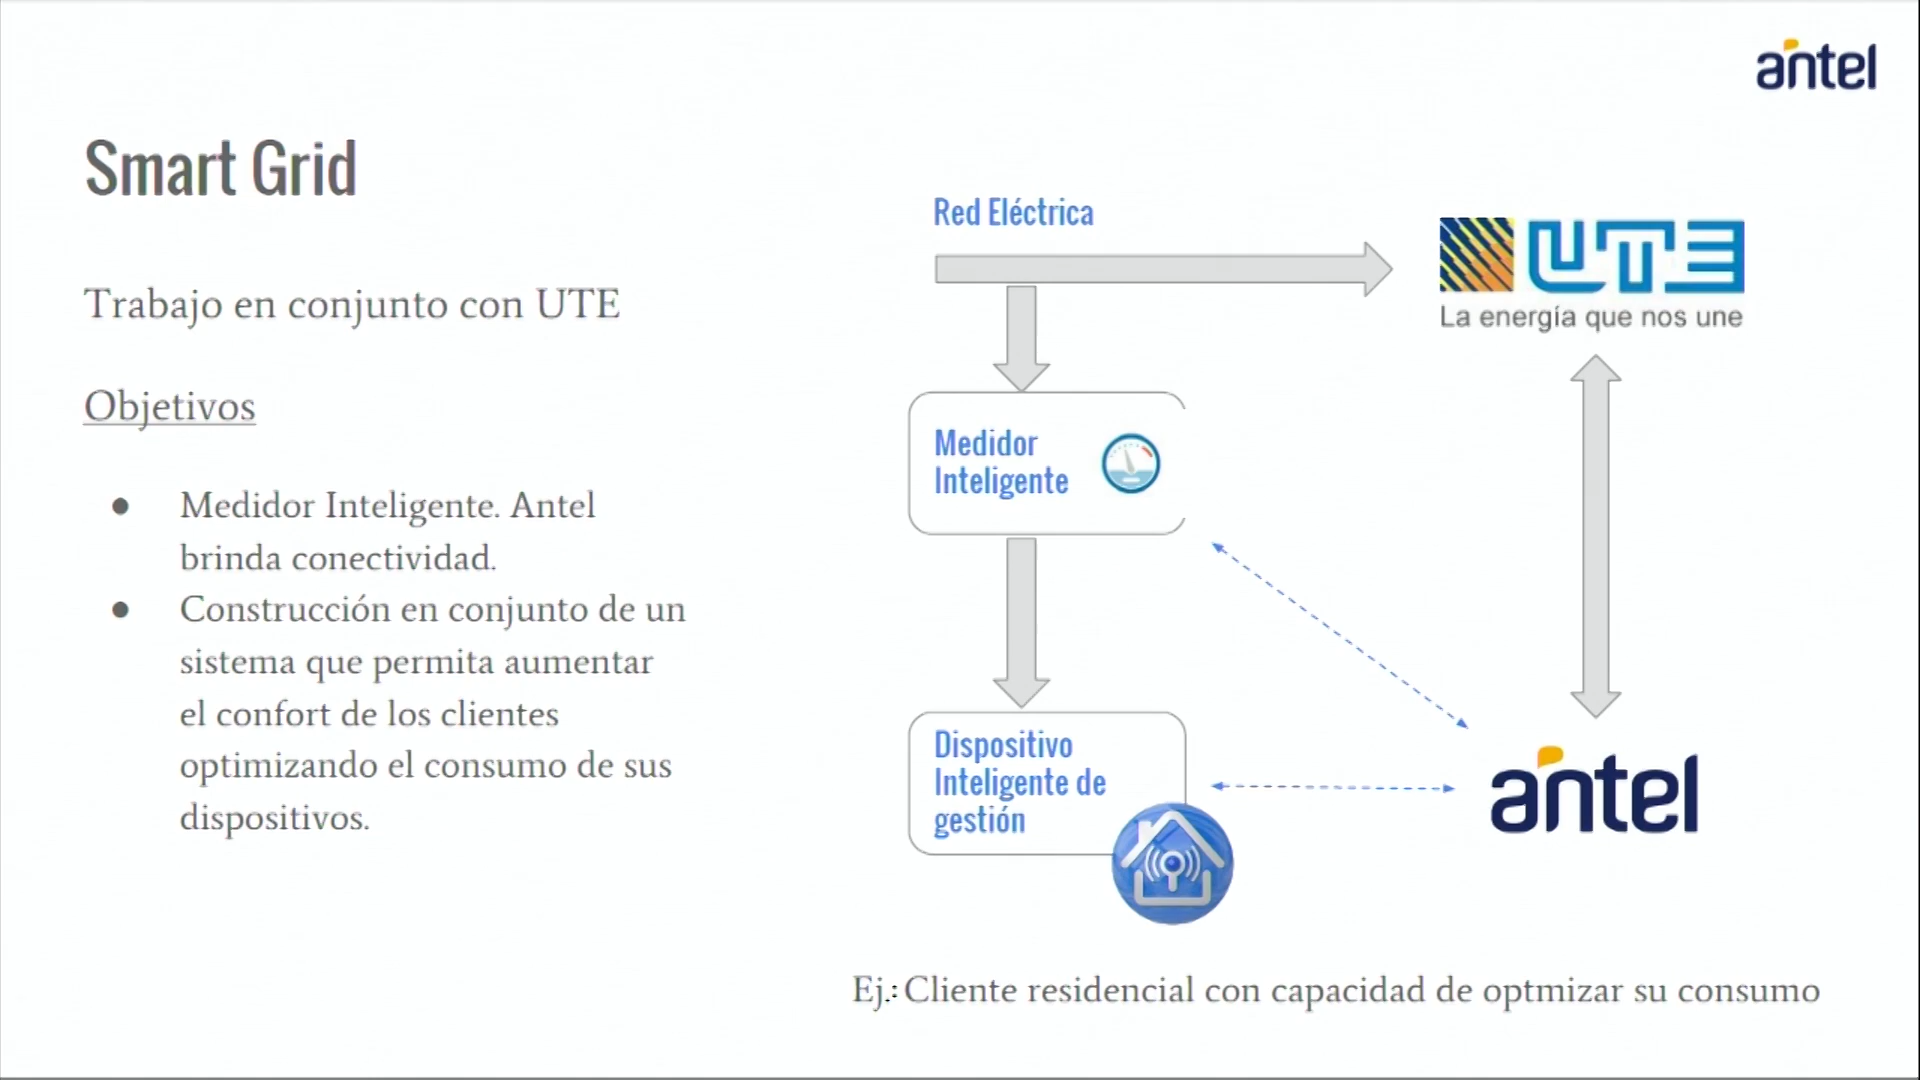 antel
Smart Grid
Trabajo en conjunto con UTE
Objetivos
● Medidor Inteligente. Antel
brinda conectividad.
● Construcción en conjunto de un
sistema que permita aumentar
el confort de los clientes
optimizando el consumo de sus
dispositivos.
Red Eléctrica
UTE
La energía que nos une
Medidor
Inteligente
Dispositivo
Inteligente de
gestión
antel
Ej.: Cliente residencial con capacidad de optmizar su consumo